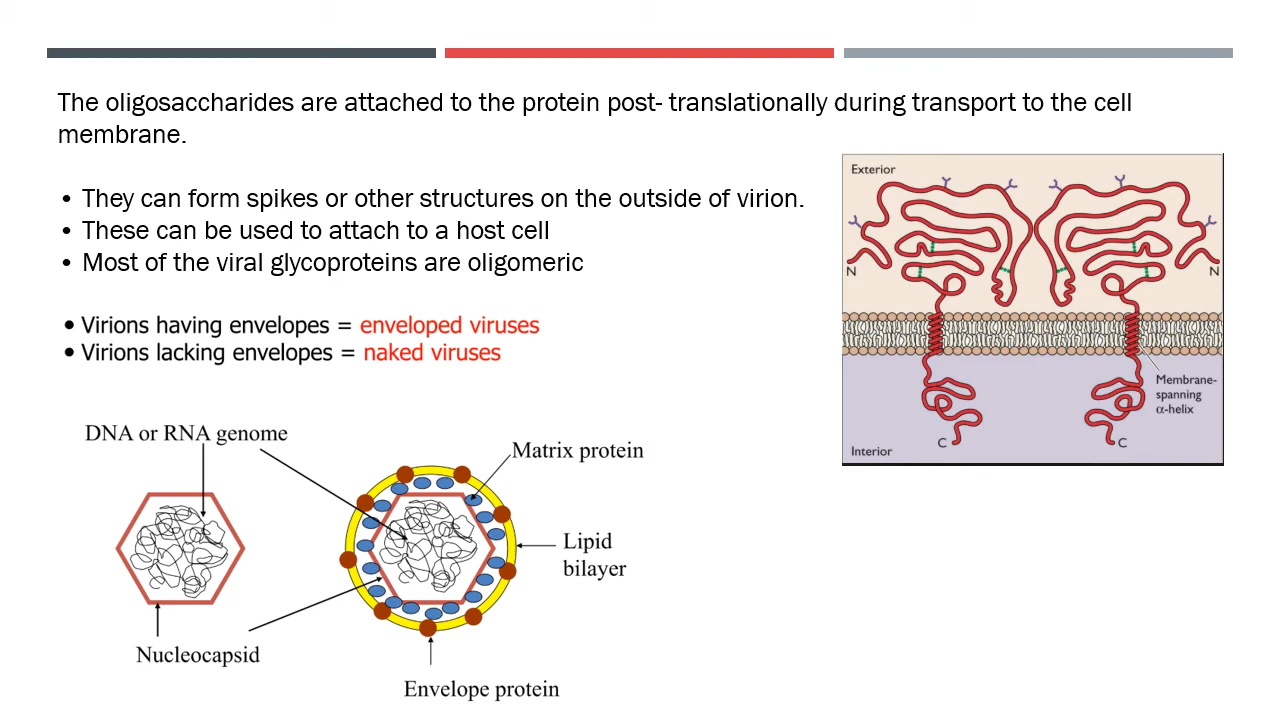 The oligosaccharides are attached to the protein post- translationally during transport to the cell
membrane.
• They can form spikes or other structures on the outside of virion.
• These can be used to attach to a host cell
• Most of the viral glycoproteins are oligomeric
• Virions having envelopes = enveloped viruses
• Virions lacking envelopes = naked viruses
Exterior
N
N
Membrane-
spanning
α-helix
C
C
Interior
DNA or RNA genome
Matrix protein
Lipid
bilayer
Nucleocapsid
Envelope protein